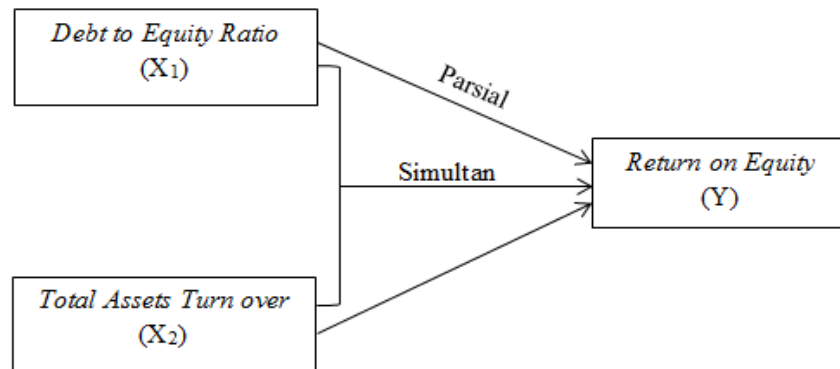 Debt to Equity Ratio
(X₁)
Parsial
Simultan
Return on Equity
(Y)
Total Assets Turn over
(X₂)